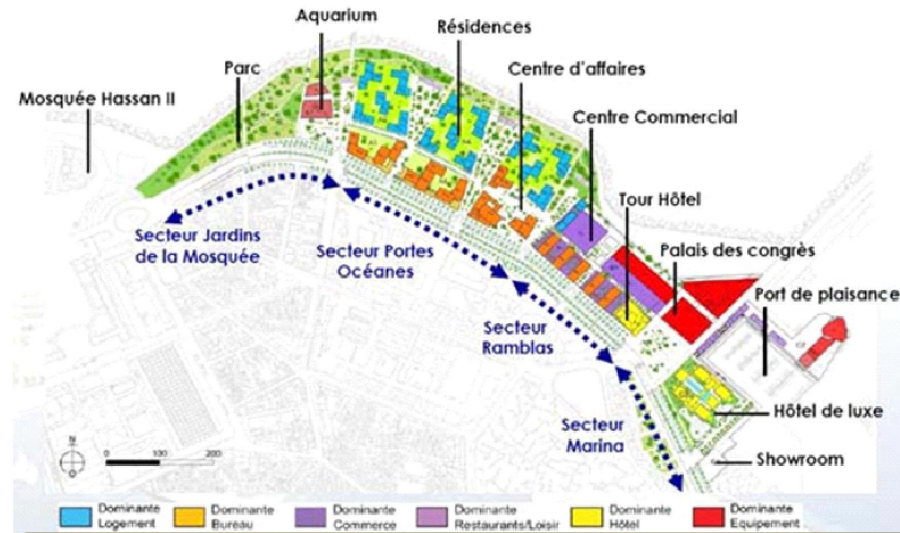 Aquarium
Résidences
Parc
Centre d'affaires
Mosquée Hassan II
Centre Commercial
Tour Hôtel
Secteur Jardins
de la Mosquée
Secteur Portes
Océanes
Palais des congrès
Port de plaisance
Secteur
Ramblas
Hôtel de luxe
Secteur
Marina
Showroom
N
0 100 200
Dominante
Logement
Dominante
Bureau
Dominante
Commerce
Dominante
Restaurants/Loisir
Dominante
Hôtel
Dominante
Equipement